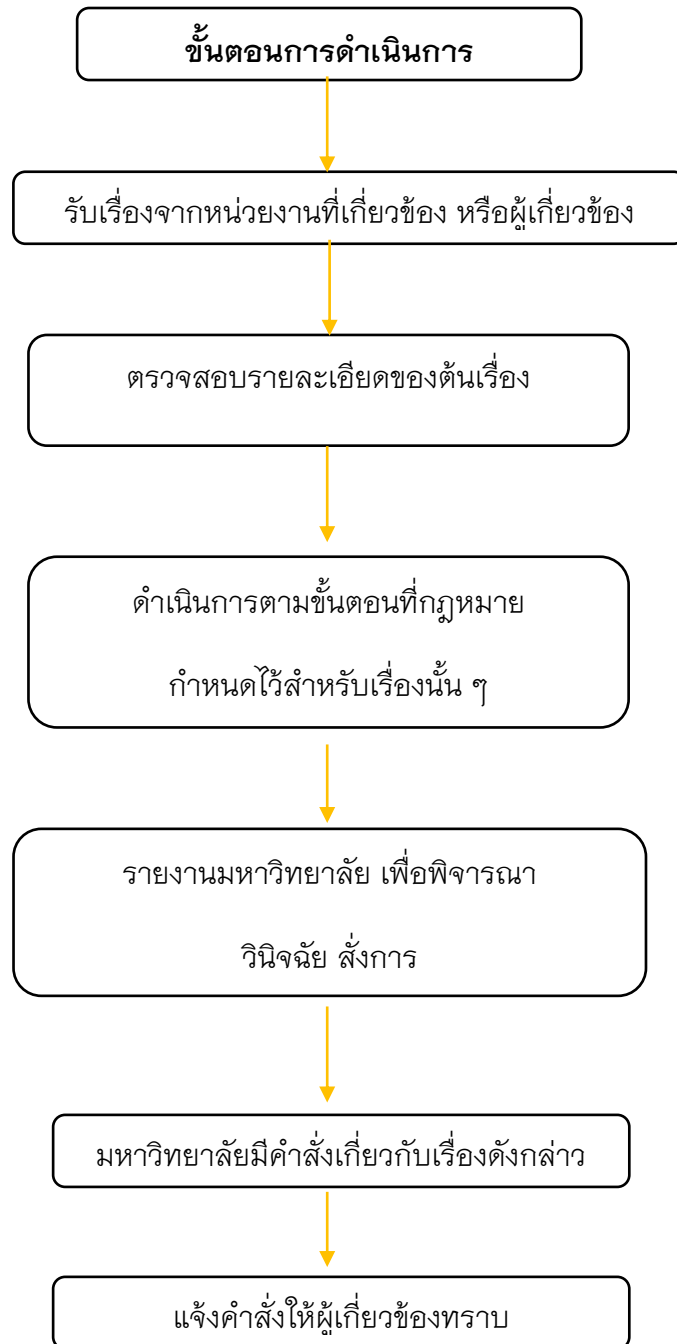 ขั้นตอนการดำเนินการ
รับเรื่องจากหน่วยงานที่เกี่ยวข้อง หรือผู้เกี่ยวข้อง
ตรวจสอบรายละเอียดของต้นเรื่อง
ดำเนินการตามขั้นตอนที่กฎหมาย
กำหนดไว้สำหรับเรื่องนั้น ๆ
รายงานมหาวิทยาลัย เพื่อพิจารณา
วินิจฉัย สั่งการ
มหาวิทยาลัยมีคำสั่งเกี่ยวกับเรื่องดังกล่าว
แจ้งคำสั่งให้ผู้เกี่ยวข้องทราบ